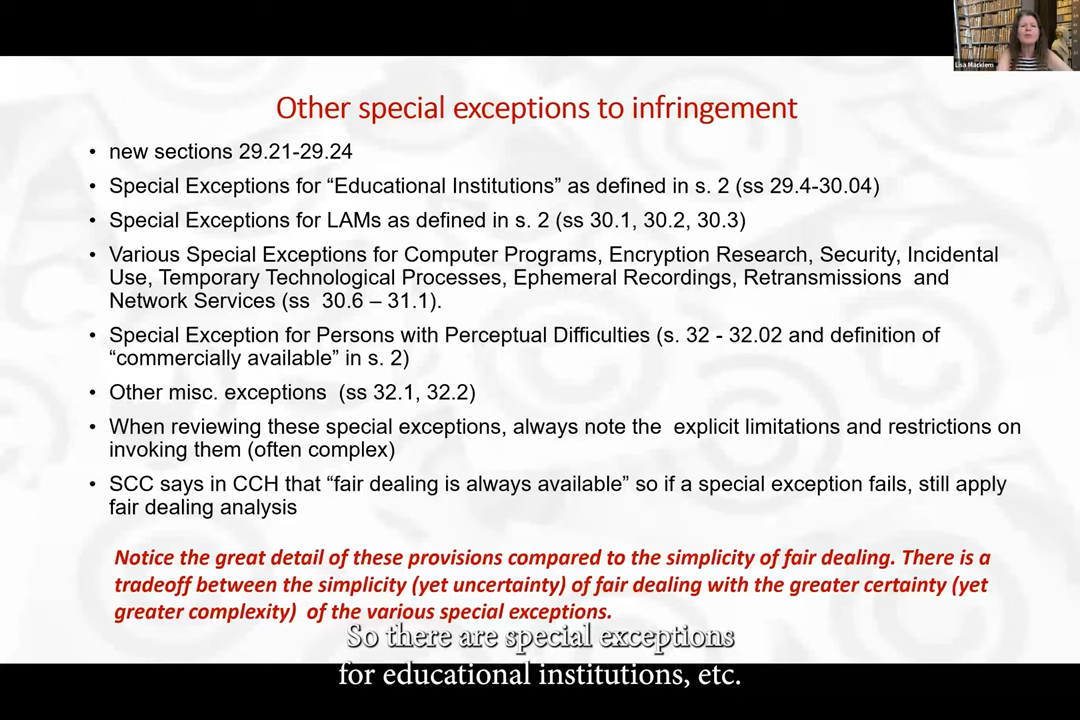 Lisa Macklem
Other special exceptions to infringement
• new sections 29.21-29.24
• Special Exceptions for “Educational Institutions” as defined in s. 2 (ss 29.4-30.04)
• Special Exceptions for LAMs as defined in s. 2 (ss 30.1, 30.2, 30.3)
• Various Special Exceptions for Computer Programs, Encryption Research, Security, Incidental
Use, Temporary Technological Processes, Ephemeral Recordings, Retransmissions and
Network Services (ss 30.6 – 31.1).
• Special Exception for Persons with Perceptual Difficulties (s. 32 - 32.02 and definition of
“commercially available” in s. 2)
• Other misc. exceptions (ss 32.1, 32.2)
• When reviewing these special exceptions, always note the explicit limitations and restrictions on
invoking them (often complex)
• SCC says in CCH that “fair dealing is always available” so if a special exception fails, still apply
fair dealing analysis
Notice the great detail of these provisions compared to the simplicity of fair dealing. There is a
tradeoff between the simplicity (yet uncertainty) of fair dealing with the greater certainty (yet
greater complexity) of the various special exceptions.
So there are special exceptions
for educational institutions, etc.